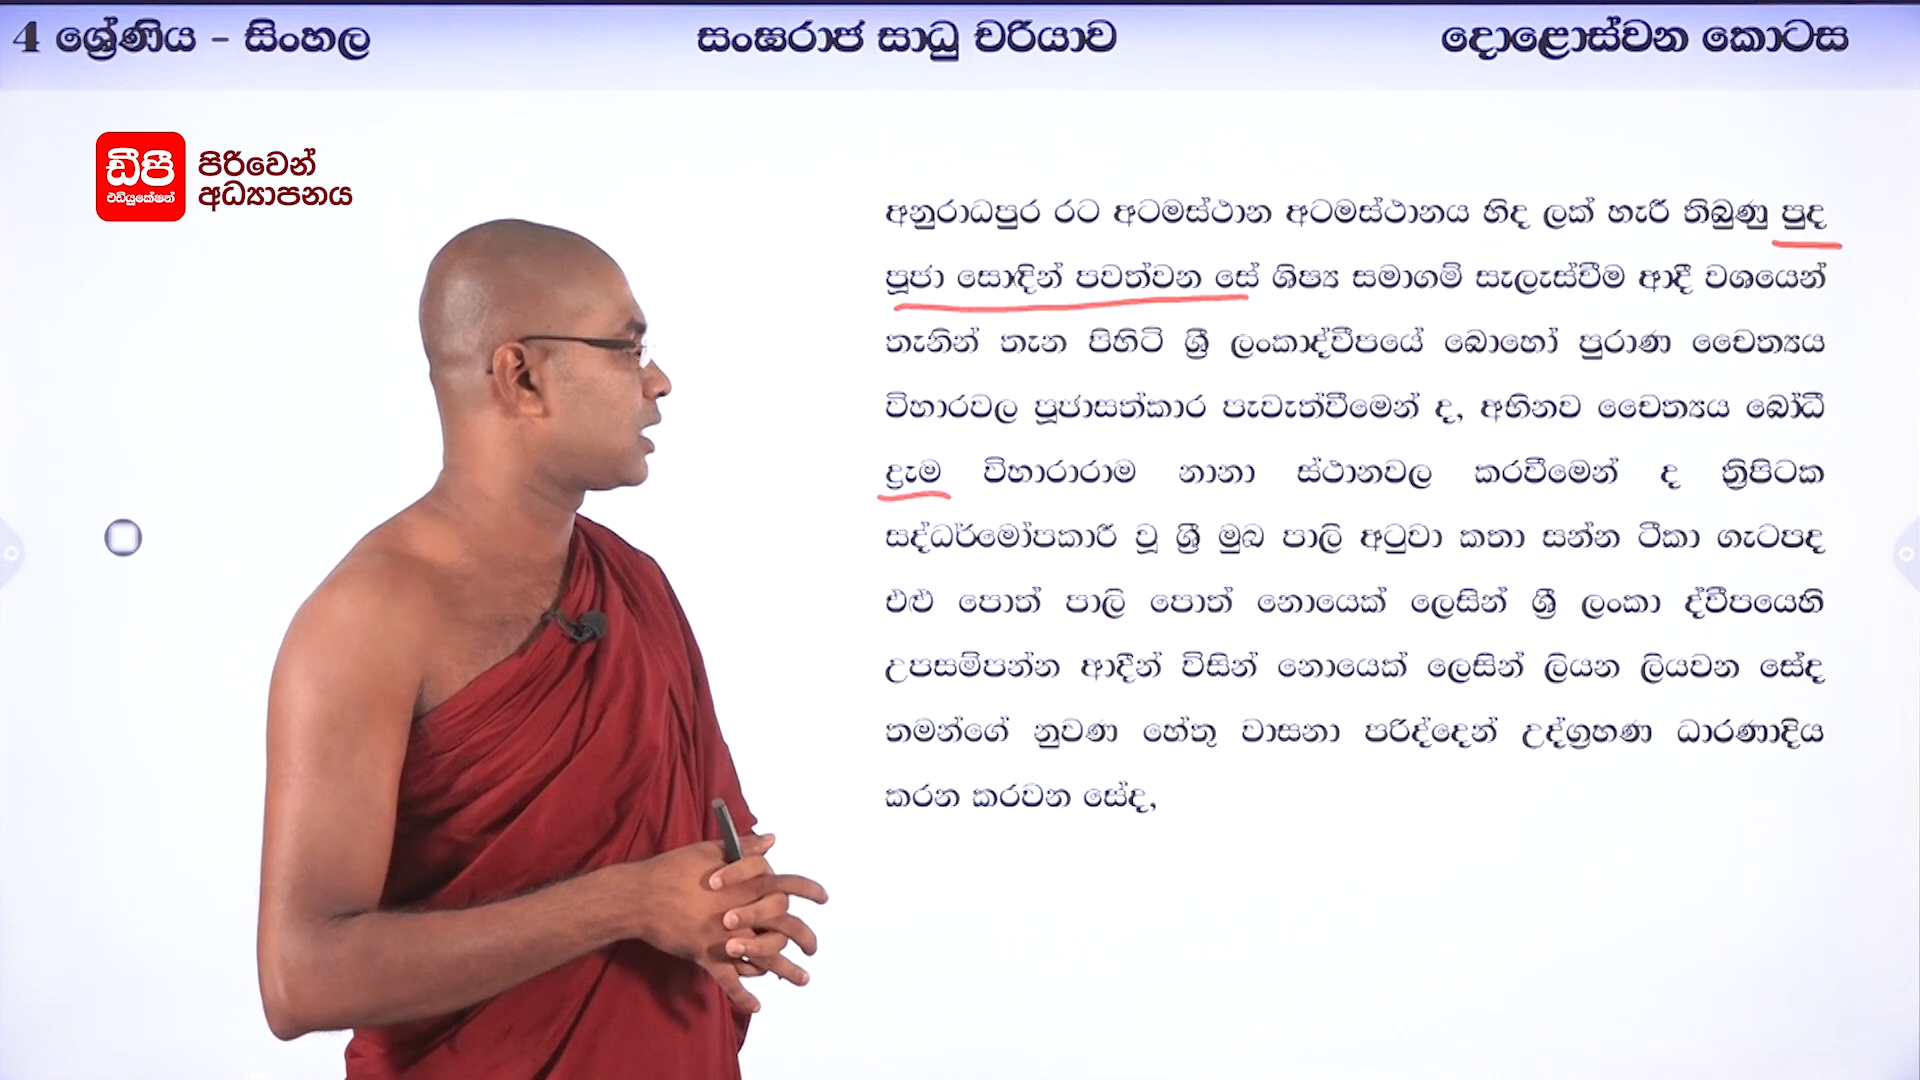 4 ශ්‍රේණිය - සිංහල
සංඝරාජ සාධු චරියාව
දොළොස්වන කොටස
ඩීපී
එඩියුකේෂන්
පිරිවෙන්
අධ්‍යාපනය
අනුරාධපුර රට අටමස්ථාන අටමස්ථානය හිද ලක් හැරී තිබුණු පුද
පූජා සොඳින් පවත්වන සේ ශිෂ්‍ය සමාගම් සැලැස්වීම ආදී වශයෙන්
තැනින් තැන පිහිටි ශ්‍රී ලංකාද්වීපයේ බොහෝ පුරාණ චෛත්‍යය
විහාරවල පූජාසත්කාර පැවැත්වීමෙන් ද, අභිනව චෛත්‍යය බෝධි
ද්‍රැම විහාරාරාම නානා ස්ථානවල කරවීමෙන් ද ත්‍රිපිටක
සද්ධර්මෝපකාරී වූ ශ්‍රී මුඛ පාලි අටුවා කතා සන්න ටීකා ගැටපද
එළු පොත් පාලි පොත් නොයෙක් ලෙසින් ශ්‍රී ලංකා ද්වීපයෙහි
උපසම්පන්න ආදීන් විසින් නොයෙක් ලෙසින් ලියන ලියවන සේද
තමන්ගේ නුවණ හේතු වාසනා පරිද්දෙන් උද්ග්‍රහණ ධාරණාදිය
කරන කරවන සේද,